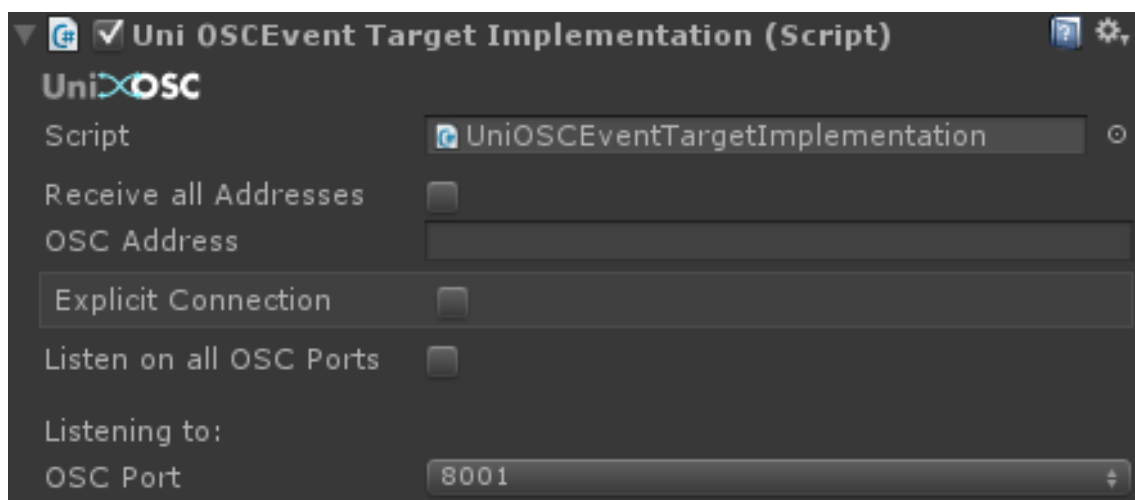 Uni OSCEvent Target Implementation (Script)
UniOSC
Script UniOSCEventTargetImplementation
Receive all Addresses
OSC Address
Explicit Connection
Listen on all OSC Ports
Listening to:
OSC Port 8001